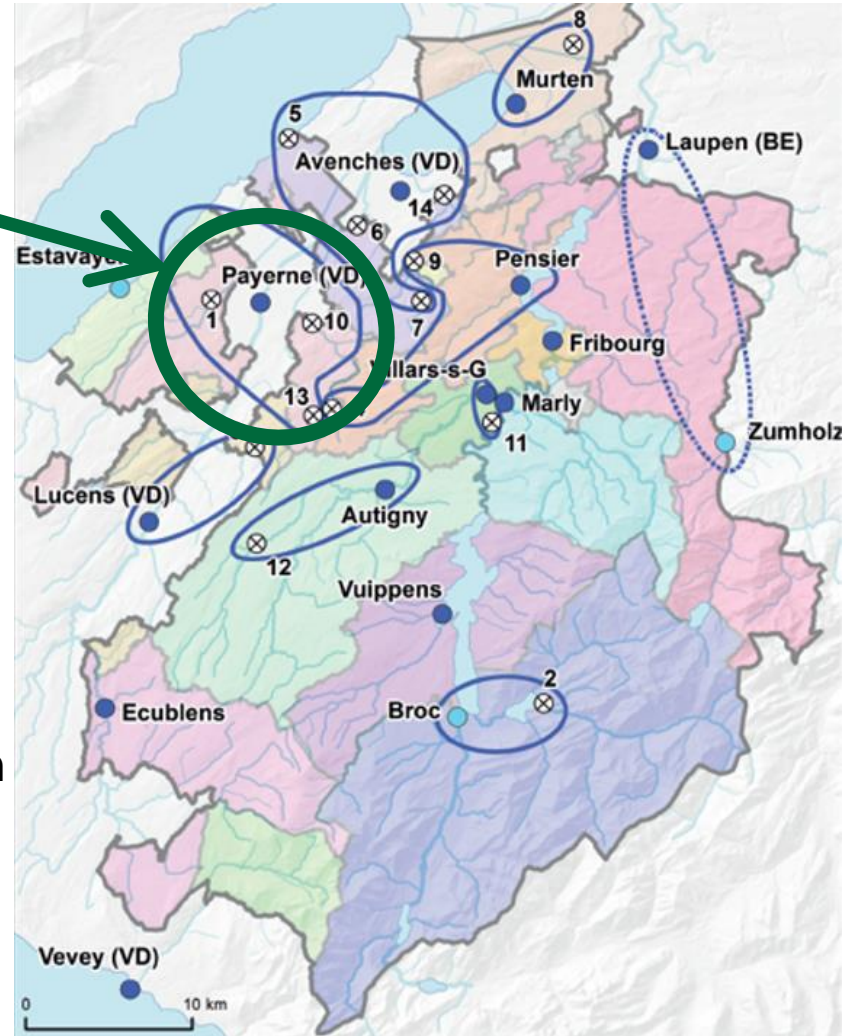 8
Murten
5
Laupen (BE)
Avenches (VD)
14
6
Payerne (VD)
9
Pensier
1
10
7
Fribourg
Villars-s-G
13
Marly
11
Zumholz
Lucens (VD)
Autigny
12
Vuippens
2
Ecublens
Broc
Vevey (VD)
0 10 km